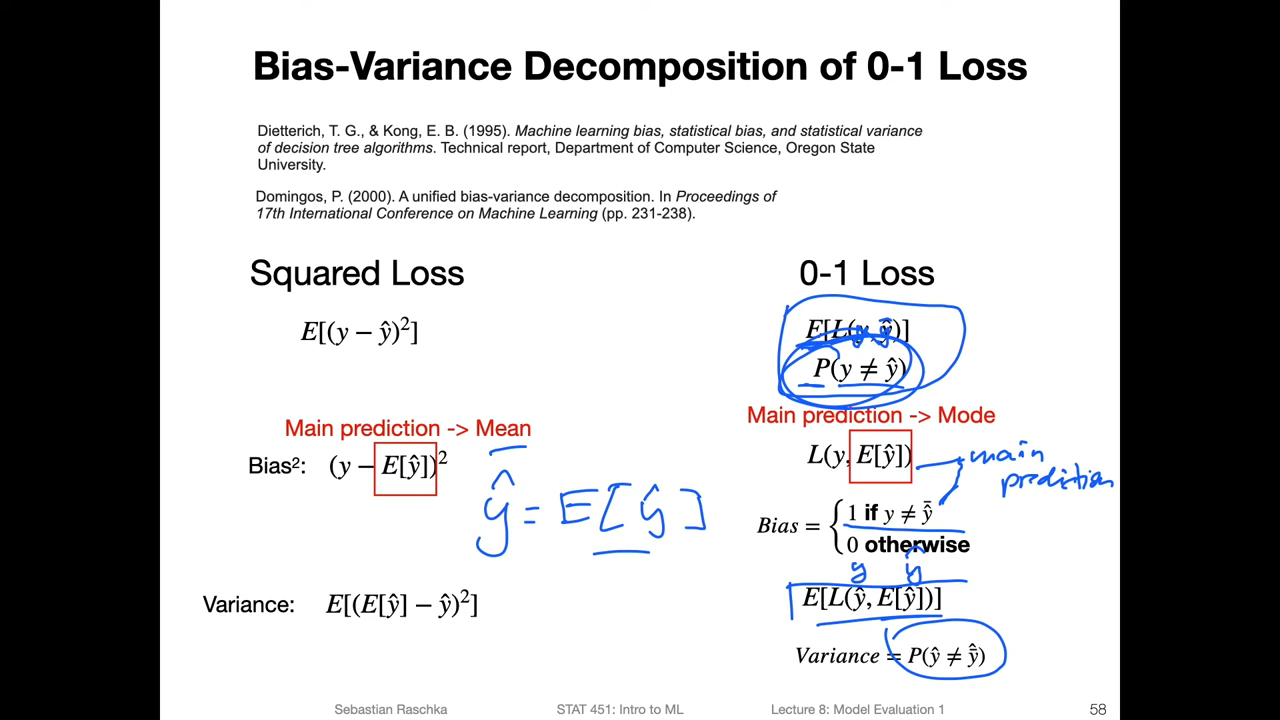 Bias-Variance Decomposition of 0-1 Loss
Dietterich, T. G., & Kong, E. B. (1995). Machine learning bias, statistical bias, and statistical variance
of decision tree algorithms. Technical report, Department of Computer Science, Oregon State
University.
Domingos, P. (2000). A unified bias-variance decomposition. In Proceedings of
17th International Conference on Machine Learning (pp. 231-238).
Squared Loss
0-1 Loss
E[(y − ŷ)²]
E[L(y, ŷ)]
P(y ≠ ŷ)
Main prediction -> Mean
Main prediction -> Mode
Bias²: (y − E[ŷ])²
L(y, E[ŷ])
main
prediction
ŷ̄ = E[ŷ]
Bias = {1 if y ≠ ŷ̄
0 otherwise
y ŷ
Variance: E[(E[ŷ] − ŷ)²]
E[L(ŷ, E[ŷ])]
Variance = P(ŷ ≠ ŷ̄)
Sebastian Raschka STAT 451: Intro to ML Lecture 8: Model Evaluation 1 58